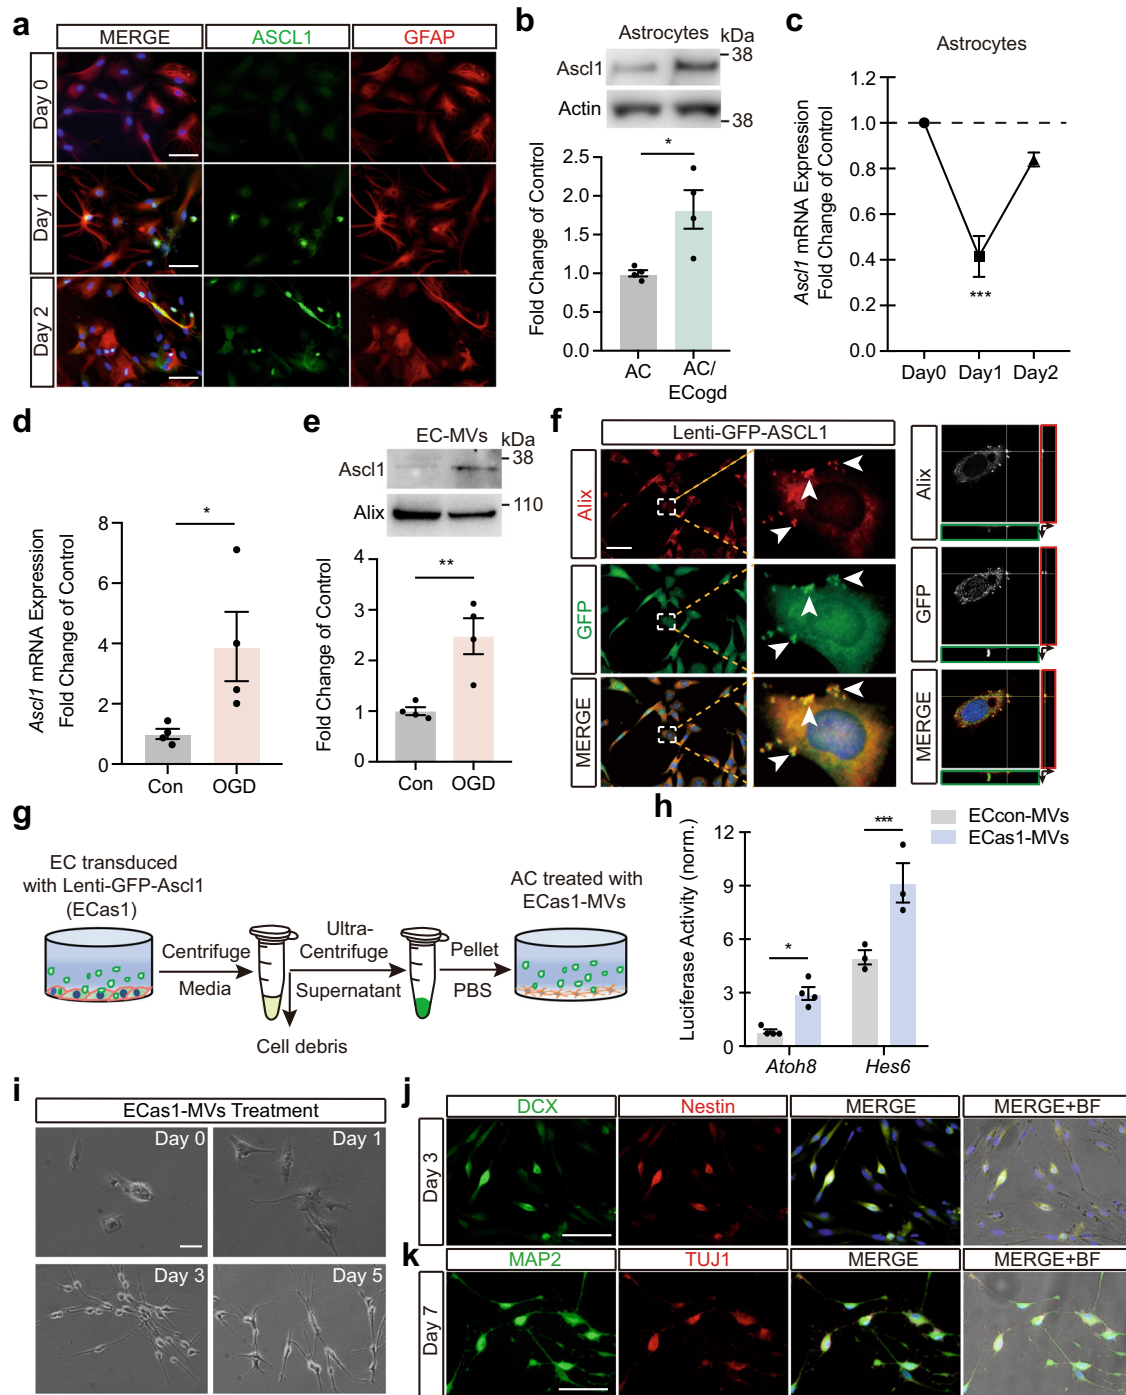 a
MERGE
ASCL1
GFAP
Day 0
Day 1
Day 2
b
Astrocytes
kDa
Ascl1
38
Actin
38
*
Fold Change of Control
2.5
2.0
1.5
1.0
0.5
0.0
AC
AC/
ECogd
c
Astrocytes
Ascl1 mRNA Expression
Fold Change of Control
1.2
1.0
0.8
0.6
0.4
0.2
0.0
***
Day0
Day1
Day2
d
Ascl1 mRNA Expression
Fold Change of Control
8
6
4
2
0
*
Con
OGD
e
EC-MVs
kDa
Ascl1
38
Alix
110
Fold Change of Control
4
3
2
1
0
**
Con
OGD
f
Lenti-GFP-ASCL1
Alix
GFP
MERGE
Alix
GFP
MERGE
g
EC transduced
with Lenti-GFP-Ascl1
(ECas1)
Centrifuge
Media
Cell debris
Ultra-
Centrifuge
Supernatant
Pellet
PBS
AC treated with
ECas1-MVs
h
ECcon-MVs
ECas1-MVs
Luciferase Activity (norm.)
12
9
6
3
0
*
***
Atoh8
Hes6
i
ECas1-MVs Treatment
Day 0
Day 1
Day 3
Day 5
j
DCX
Nestin
MERGE
MERGE+BF
Day 3
k
MAP2
TUJ1
MERGE
MERGE+BF
Day 7